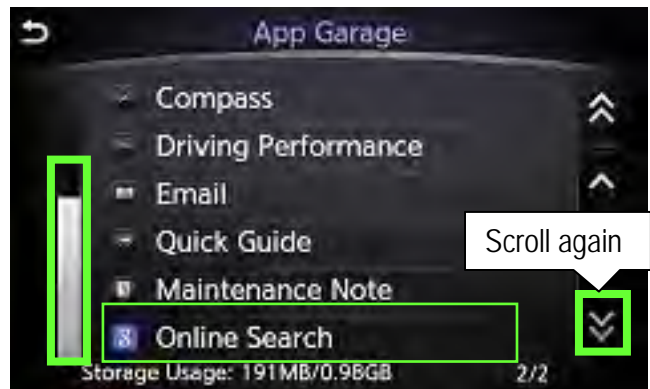 App Garage
Compass
Driving Performance
Email
Quick Guide
Scroll again
Maintenance Note
Online Search
Storage Usage: 191MB/0.98GB 2/2